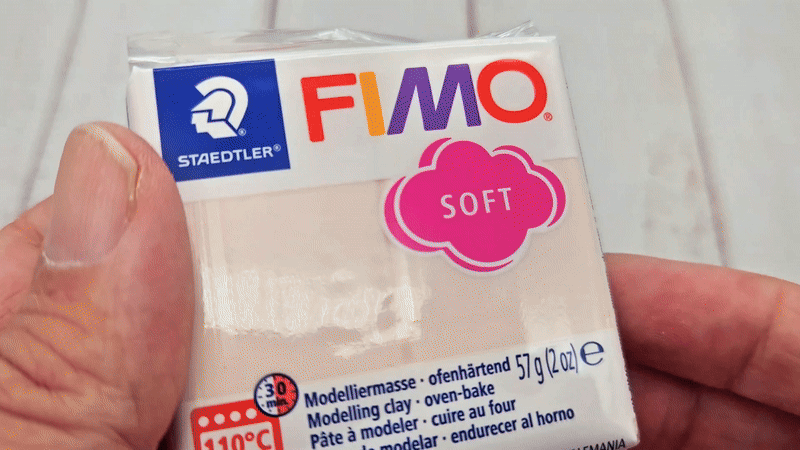 STAEDTLER®
FIMO®
SOFT
30 min.
110°C
Modelliermasse · ofenhärtend 57 g (2 oz) ℮
Modelling clay · oven-bake
Pâte à modeler · cuire au four
modelar · endurecer al horno